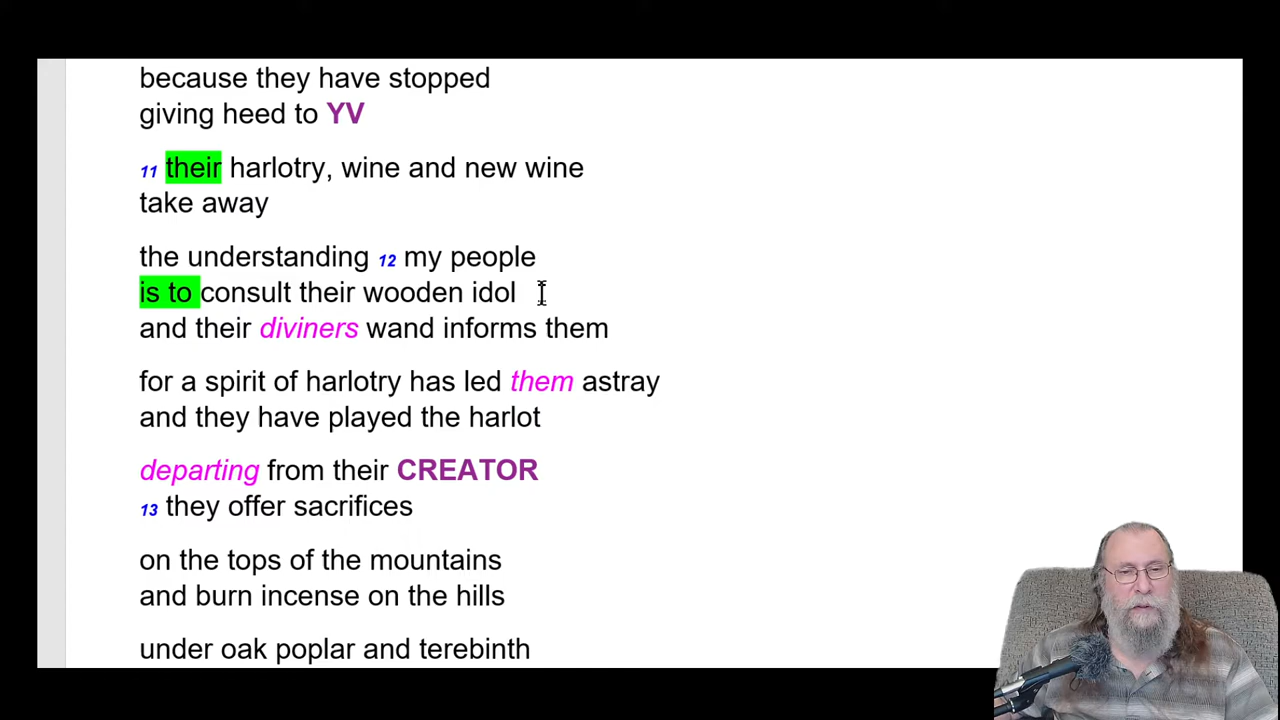 because they have stopped
giving heed to YV
11 their harlotry, wine and new wine
take away
the understanding 12 my people
is to consult their wooden idol
and their diviners wand informs them
for a spirit of harlotry has led them astray
and they have played the harlot
departing from their CREATOR
13 they offer sacrifices
on the tops of the mountains
and burn incense on the hills
under oak poplar and terebinth